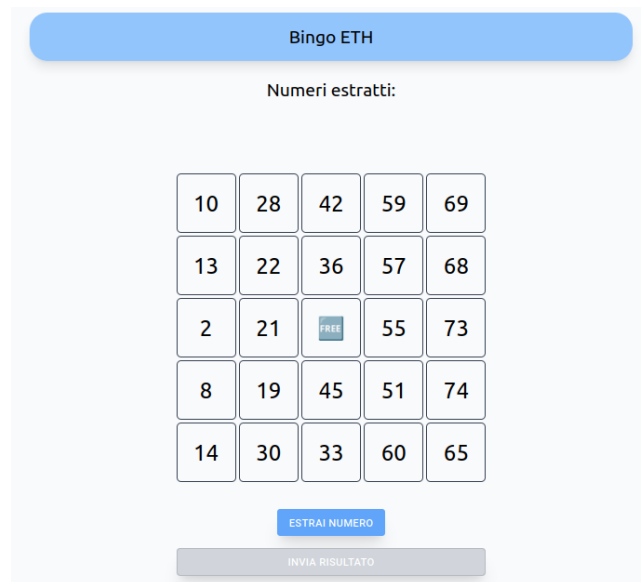 Bingo ETH
Numeri estratti:
10 28 42 59 69
13 22 36 57 68
2 21 FREE 55 73
8 19 45 51 74
14 30 33 60 65
ESTRAI NUMERO
INVIA RISULTATO